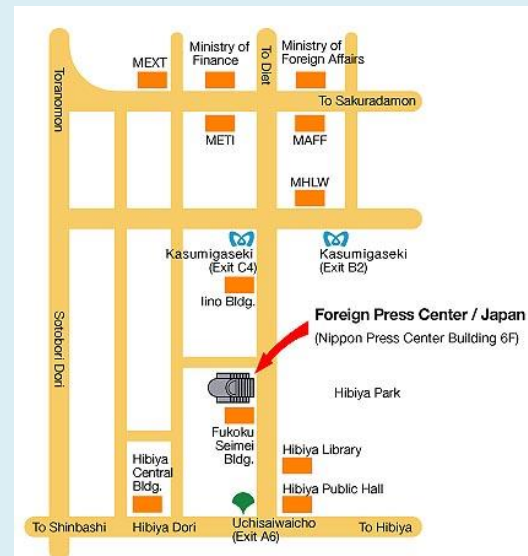 Ministry of
Finance
Ministry of
Foreign Affairs
MEXT
To Diet
Toranomon
To Sakuradamon
METI
MAFF
MHLW
Kasumigaseki
(Exit C4)
Kasumigaseki
(Exit B2)
Iino Bldg.
Foreign Press Center / Japan
(Nippon Press Center Building 6F)
Sotobori Dori
Hibiya Park
Fukoku
Seimei
Bldg.
Hibiya Library
Hibiya
Central
Bldg.
Hibiya Public Hall
To Shinbashi
Hibiya Dori
Uchisaiwaicho
(Exit A6)
To Hibiya